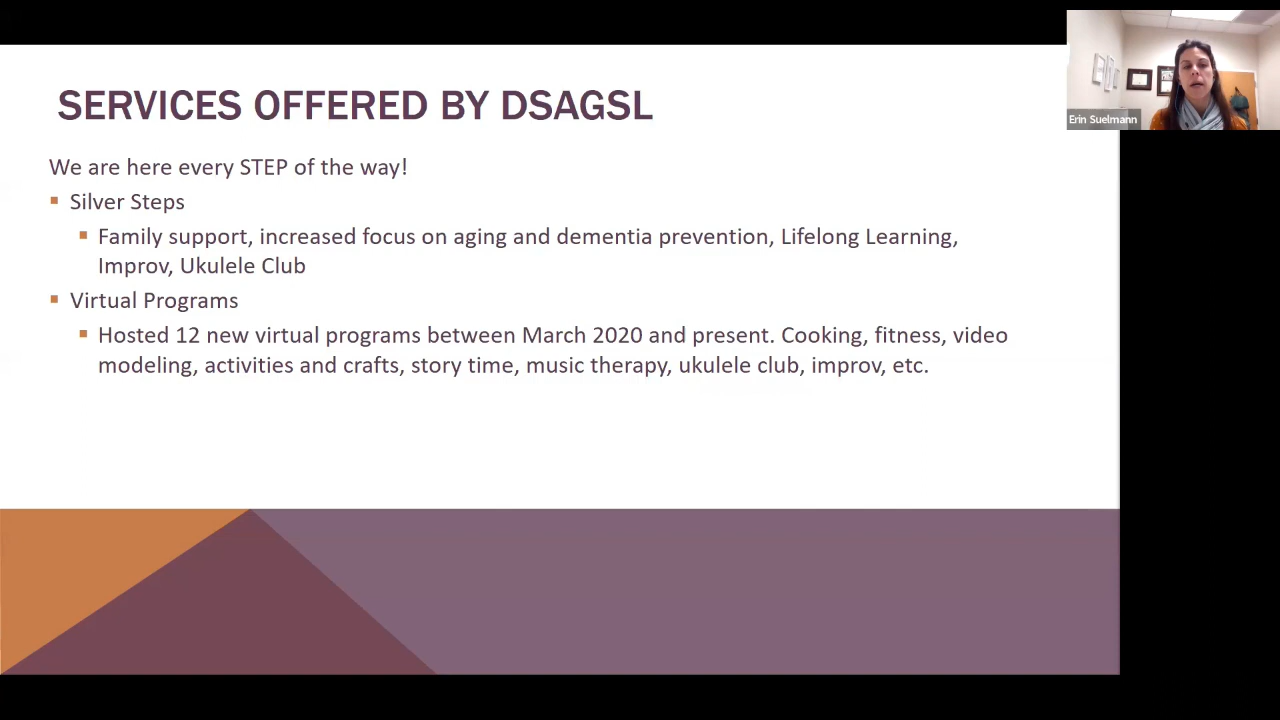 SERVICES OFFERED BY DSAGSL
We are here every STEP of the way!
Silver Steps
Family support, increased focus on aging and dementia prevention, Lifelong Learning,
Improv, Ukulele Club
Virtual Programs
Hosted 12 new virtual programs between March 2020 and present. Cooking, fitness, video
modeling, activities and crafts, story time, music therapy, ukulele club, improv, etc.
Erin Suelmann